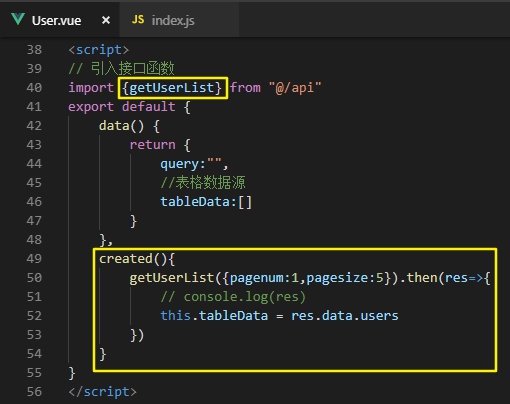 User.vue × JS index.js
38 <script>
39 // 引入接口函数
40 import {getUserList} from "@/api"
41 export default {
42 data() {
43 return {
44 query:"",
45 //表格数据源
46 tableData:[]
47 }
48 },
49 created(){
50 getUserList({pagenum:1,pagesize:5}).then(res=>{
51 // console.log(res)
52 this.tableData = res.data.users
53 })
54 }
55 }
56 </script>